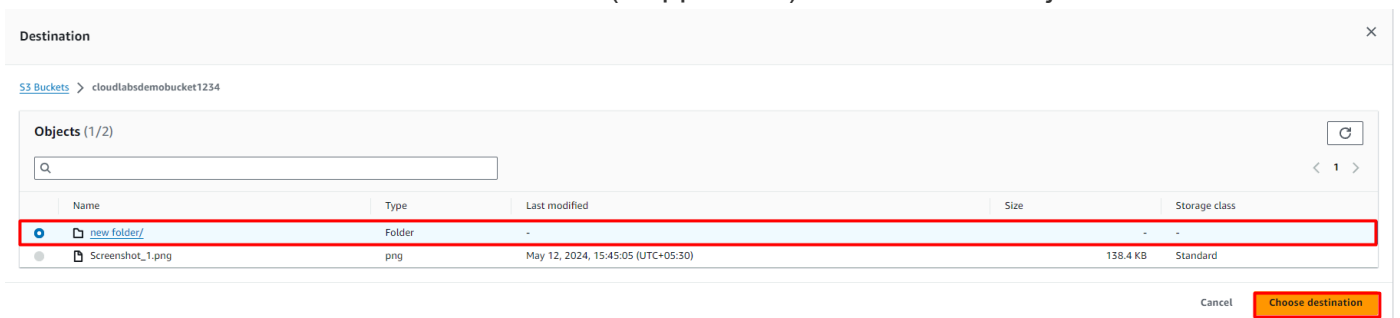 Destination
S3 Buckets > cloudlabsdemobucket1234
Objects (1/2)
< 1 >
Name Type Last modified Size Storage class
new folder/ Folder - - -
Screenshot_1.png png May 12, 2024, 15:45:05 (UTC+05:30) 138.4 KB Standard
Cancel Choose destination